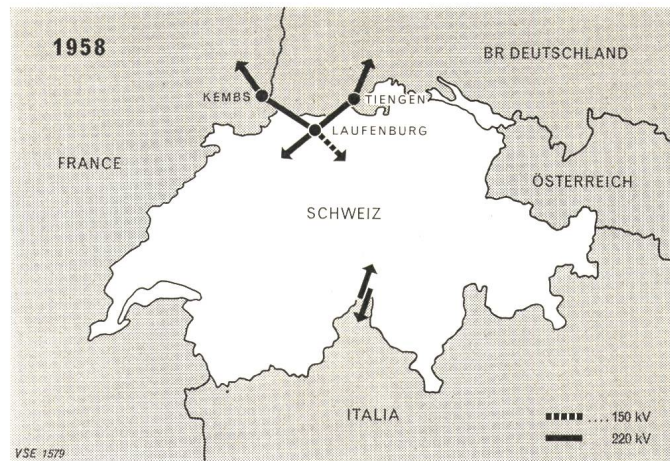 1958
BR DEUTSCHLAND
KEMBS
TIENGEN
LAUFENBURG
FRANCE
ÖSTERREICH
SCHWEIZ
ITALIA
....150 kV
220 kV
VSE 1579